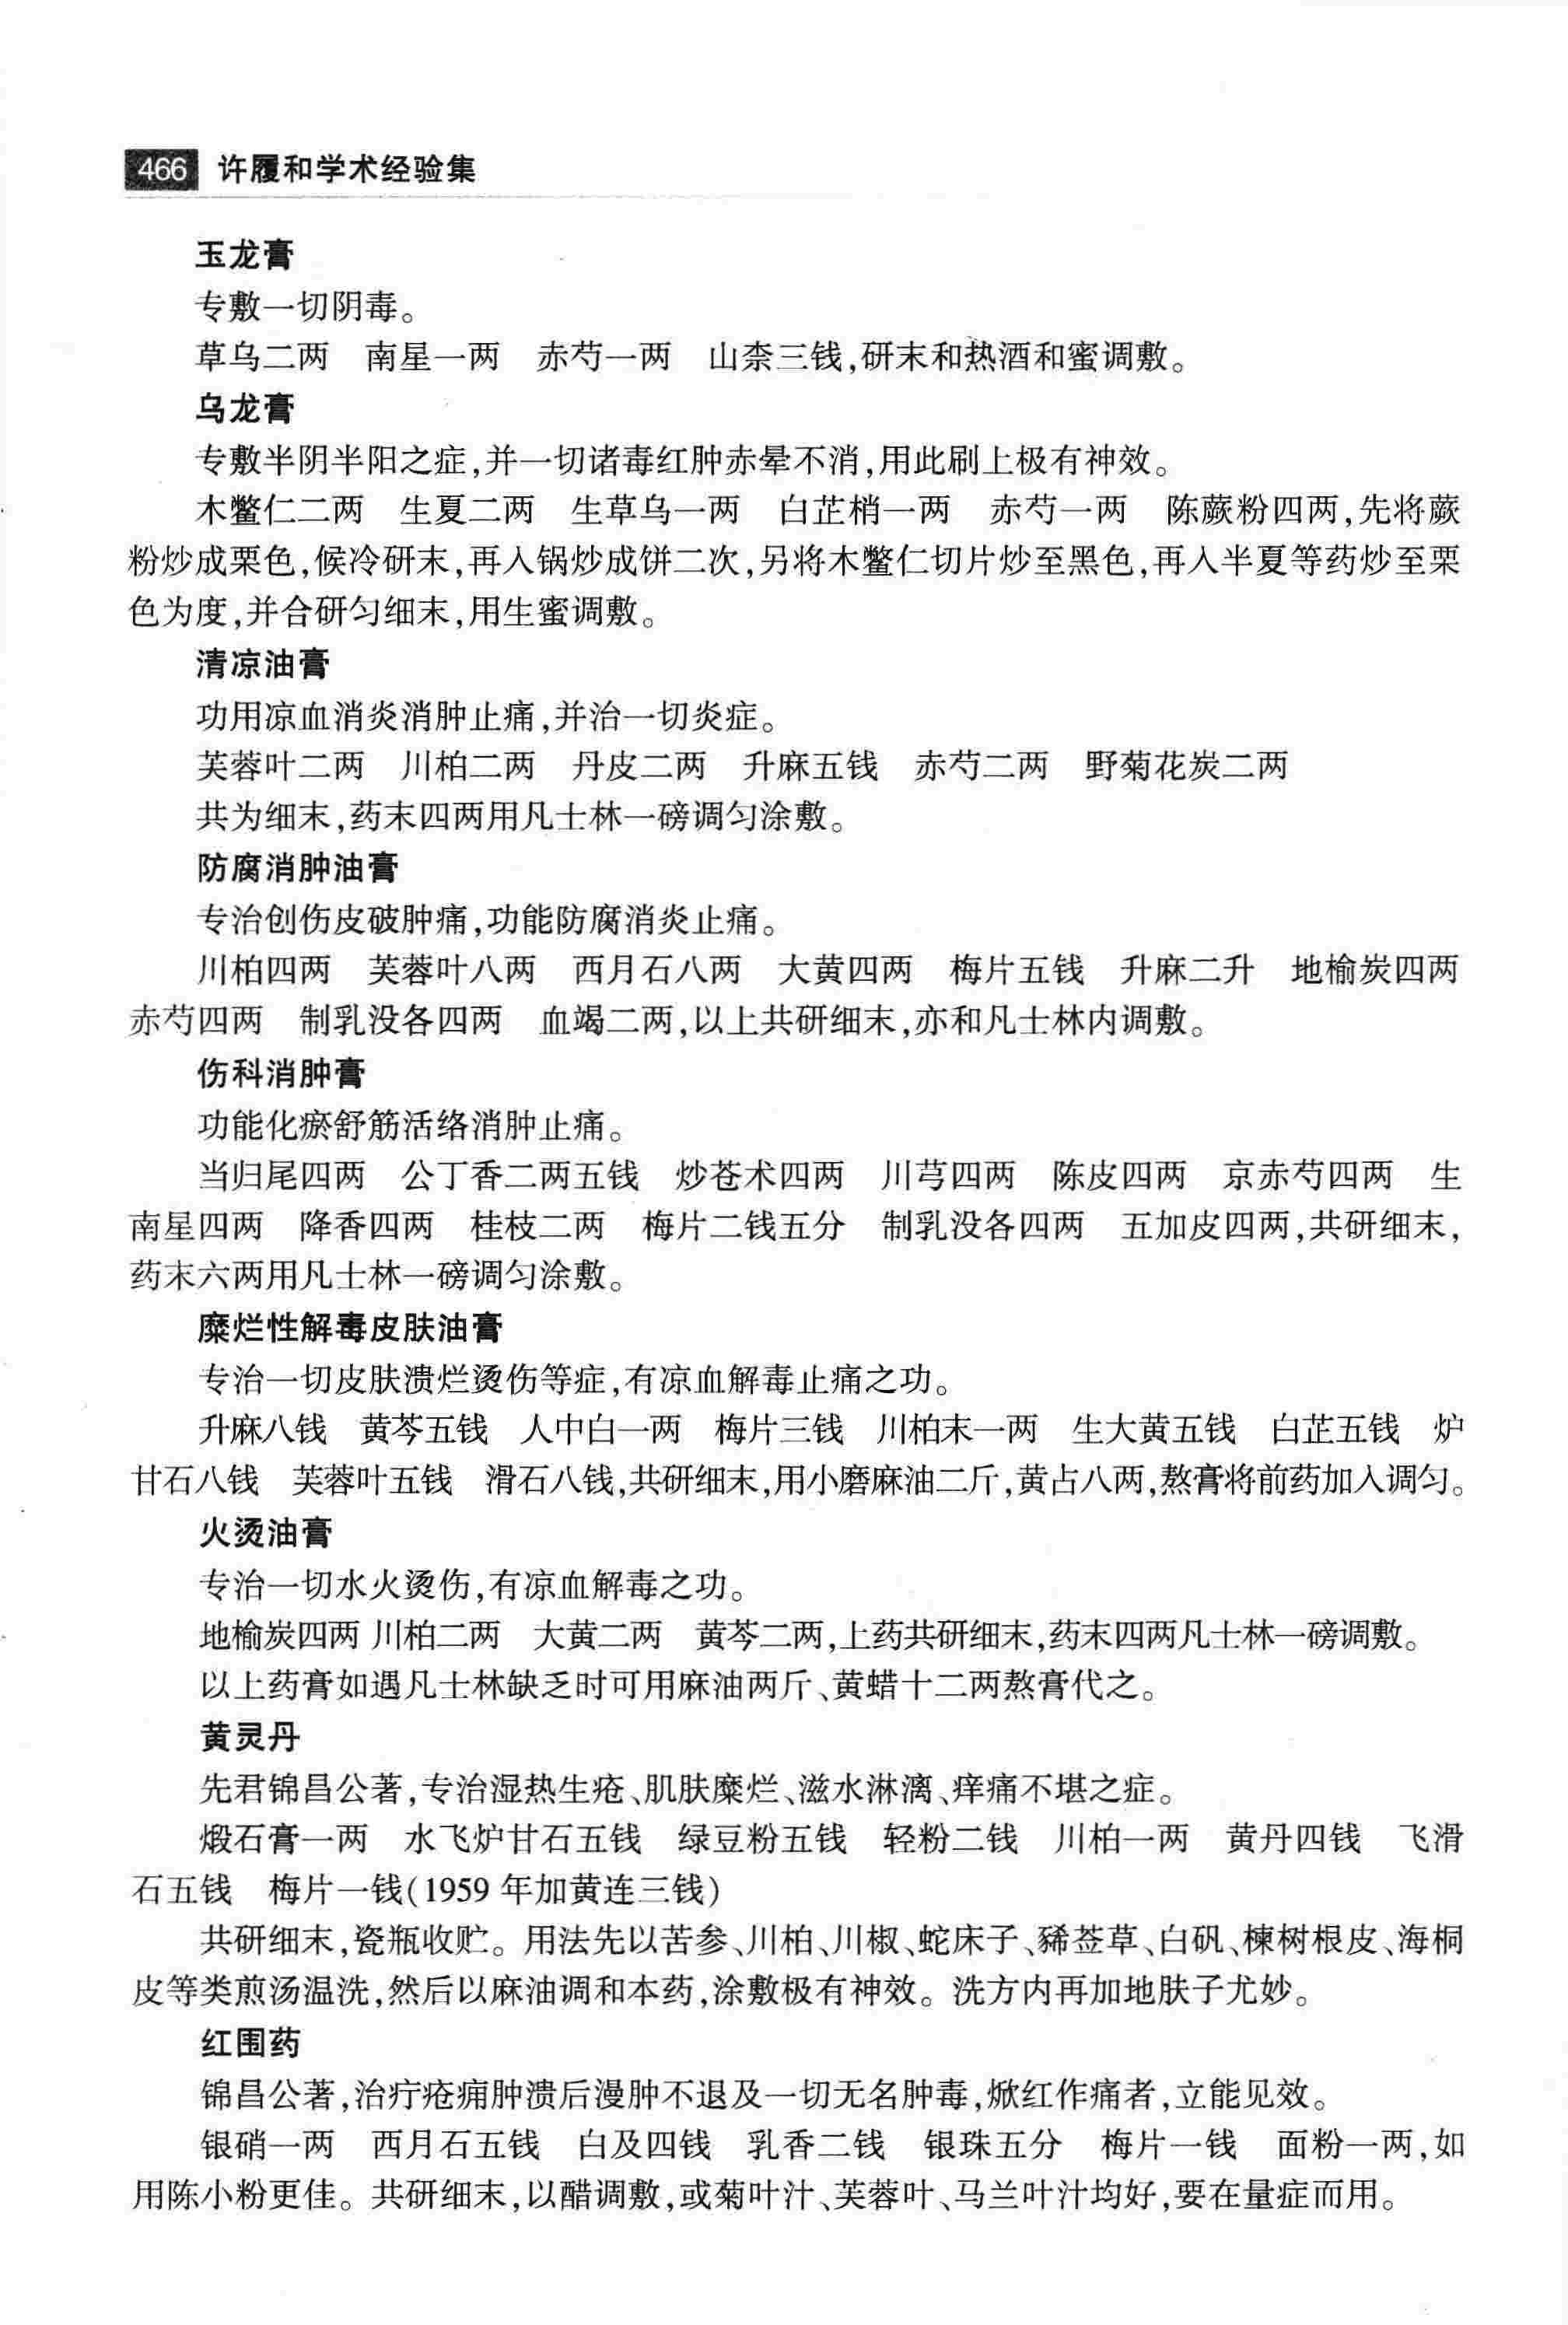 466 许履和学术经验集
玉龙膏
专敷一切阴毒。
草乌二两　南星一两　赤芍一两　山柰三钱,研末和热酒和蜜调敷。
乌龙膏
专敷半阴半阳之症,并一切诸毒红肿赤晕不消,用此刷上极有神效。
木鳖仁二两　生夏二两　生草乌一两　白芷梢一两　赤芍一两　陈蕨粉四两,先将蕨
粉炒成栗色,候冷研末,再入锅炒成饼二次,另将木鳖仁切片炒至黑色,再入半夏等药炒至栗
色为度,并合研匀细末,用生蜜调敷。
清凉油膏
功用凉血消炎消肿止痛,并治一切炎症。
芙蓉叶二两　川柏二两　丹皮二两　升麻五钱　赤芍二两　野菊花炭二两
共为细末,药末四两用凡士林一磅调匀涂敷。
防腐消肿油膏
专治创伤皮破肿痛,功能防腐消炎止痛。
川柏四两　芙蓉叶八两　西月石八两　大黄四两　梅片五钱　升麻二升　地榆炭四两
赤芍四两　制乳没各四两　血竭二两,以上共研细末,亦和凡士林内调敷。
伤科消肿膏
功能化瘀舒筋活络消肿止痛。
当归尾四两　公丁香二两五钱　炒苍术四两　川芎四两　陈皮四两　京赤芍四两　生
南星四两　降香四两　桂枝二两　梅片二钱五分　制乳没各四两　五加皮四两,共研细末,
药末六两用凡士林一磅调匀涂敷。
糜烂性解毒皮肤油膏
专治一切皮肤溃烂烫伤等症,有凉血解毒止痛之功。
升麻八钱　黄芩五钱　人中白一两　梅片三钱　川柏末一两　生大黄五钱　白芷五钱　炉
甘石八钱　芙蓉叶五钱　滑石八钱,共研细末,用小磨麻油二斤,黄占八两,熬膏将前药加入调匀。
火烫油膏
专治一切水火烫伤,有凉血解毒之功。
地榆炭四两 川柏二两　大黄二两　黄芩二两,上药共研细末,药末四两凡士林一磅调敷。
以上药膏如遇凡士林缺乏时可用麻油两斤、黄蜡十二两熬膏代之。
黄灵丹
先君锦昌公著,专治湿热生疮、肌肤糜烂、滋水淋漓、痒痛不堪之症。
煅石膏一两　水飞炉甘石五钱　绿豆粉五钱　轻粉二钱　川柏一两　黄丹四钱　飞滑
石五钱　梅片一钱(1959 年加黄连三钱)
共研细末,瓷瓶收贮。用法先以苦参、川柏、川椒、蛇床子、豨莶草、白矾、楝树根皮、海桐
皮等类煎汤温洗,然后以麻油调和本药,涂敷极有神效。洗方内再加地肤子尤妙。
红围药
锦昌公著,治疔疮痈肿溃后漫肿不退及一切无名肿毒,焮红作痛者,立能见效。
银硝一两　西月石五钱　白及四钱　乳香二钱　银珠五分　梅片一钱　面粉一两,如
用陈小粉更佳。共研细末,以醋调敷,或菊叶汁、芙蓉叶、马兰叶汁均好,要在量症而用。